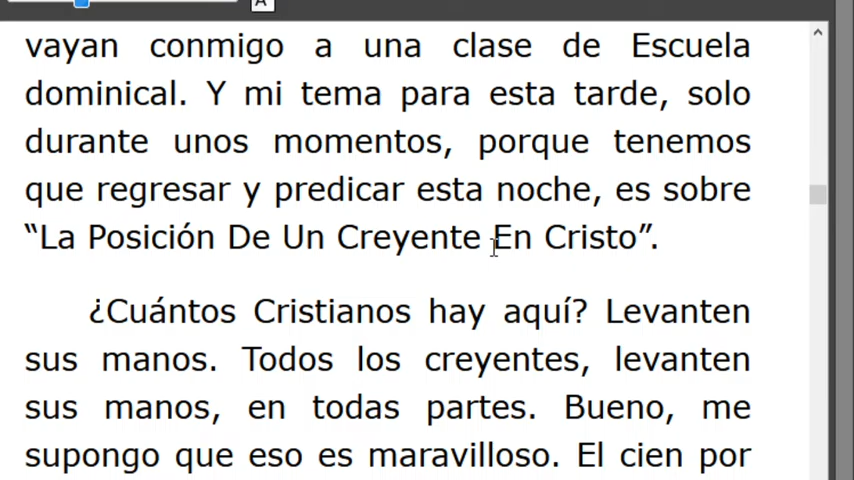 A
vayan conmigo a una clase de Escuela
dominical. Y mi tema para esta tarde, solo
durante unos momentos, porque tenemos
que regresar y predicar esta noche, es sobre
“La Posición De Un Creyente En Cristo”.
¿Cuántos Cristianos hay aquí? Levanten
sus manos. Todos los creyentes, levanten
sus manos, en todas partes. Bueno, me
supongo que eso es maravilloso. El cien por